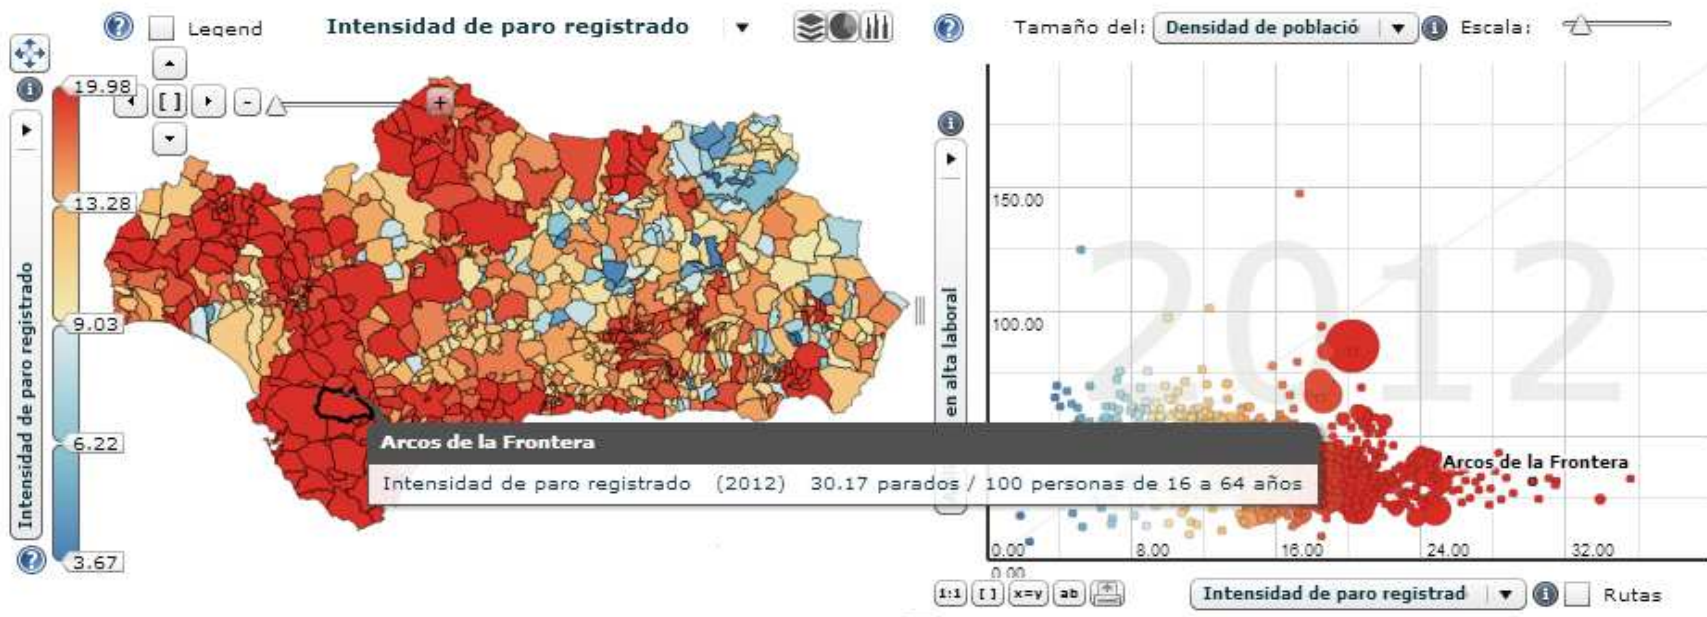 Legend
Intensidad de paro registrado
Tamaño del:
Densidad de població
Escala:
19.98
13.28
9.03
6.22
3.67
Intensidad de paro registrado
Arcos de la Frontera
Intensidad de paro registrado (2012) 30.17 parados / 100 personas de 16 a 64 años
en alta laboral
2012
150.00
100.00
Arcos de la Frontera
0.00
8.00
16.00
24.00
32.00
0.00
1:1
[ ]
x=y
ab
Intensidad de paro registrad
Rutas